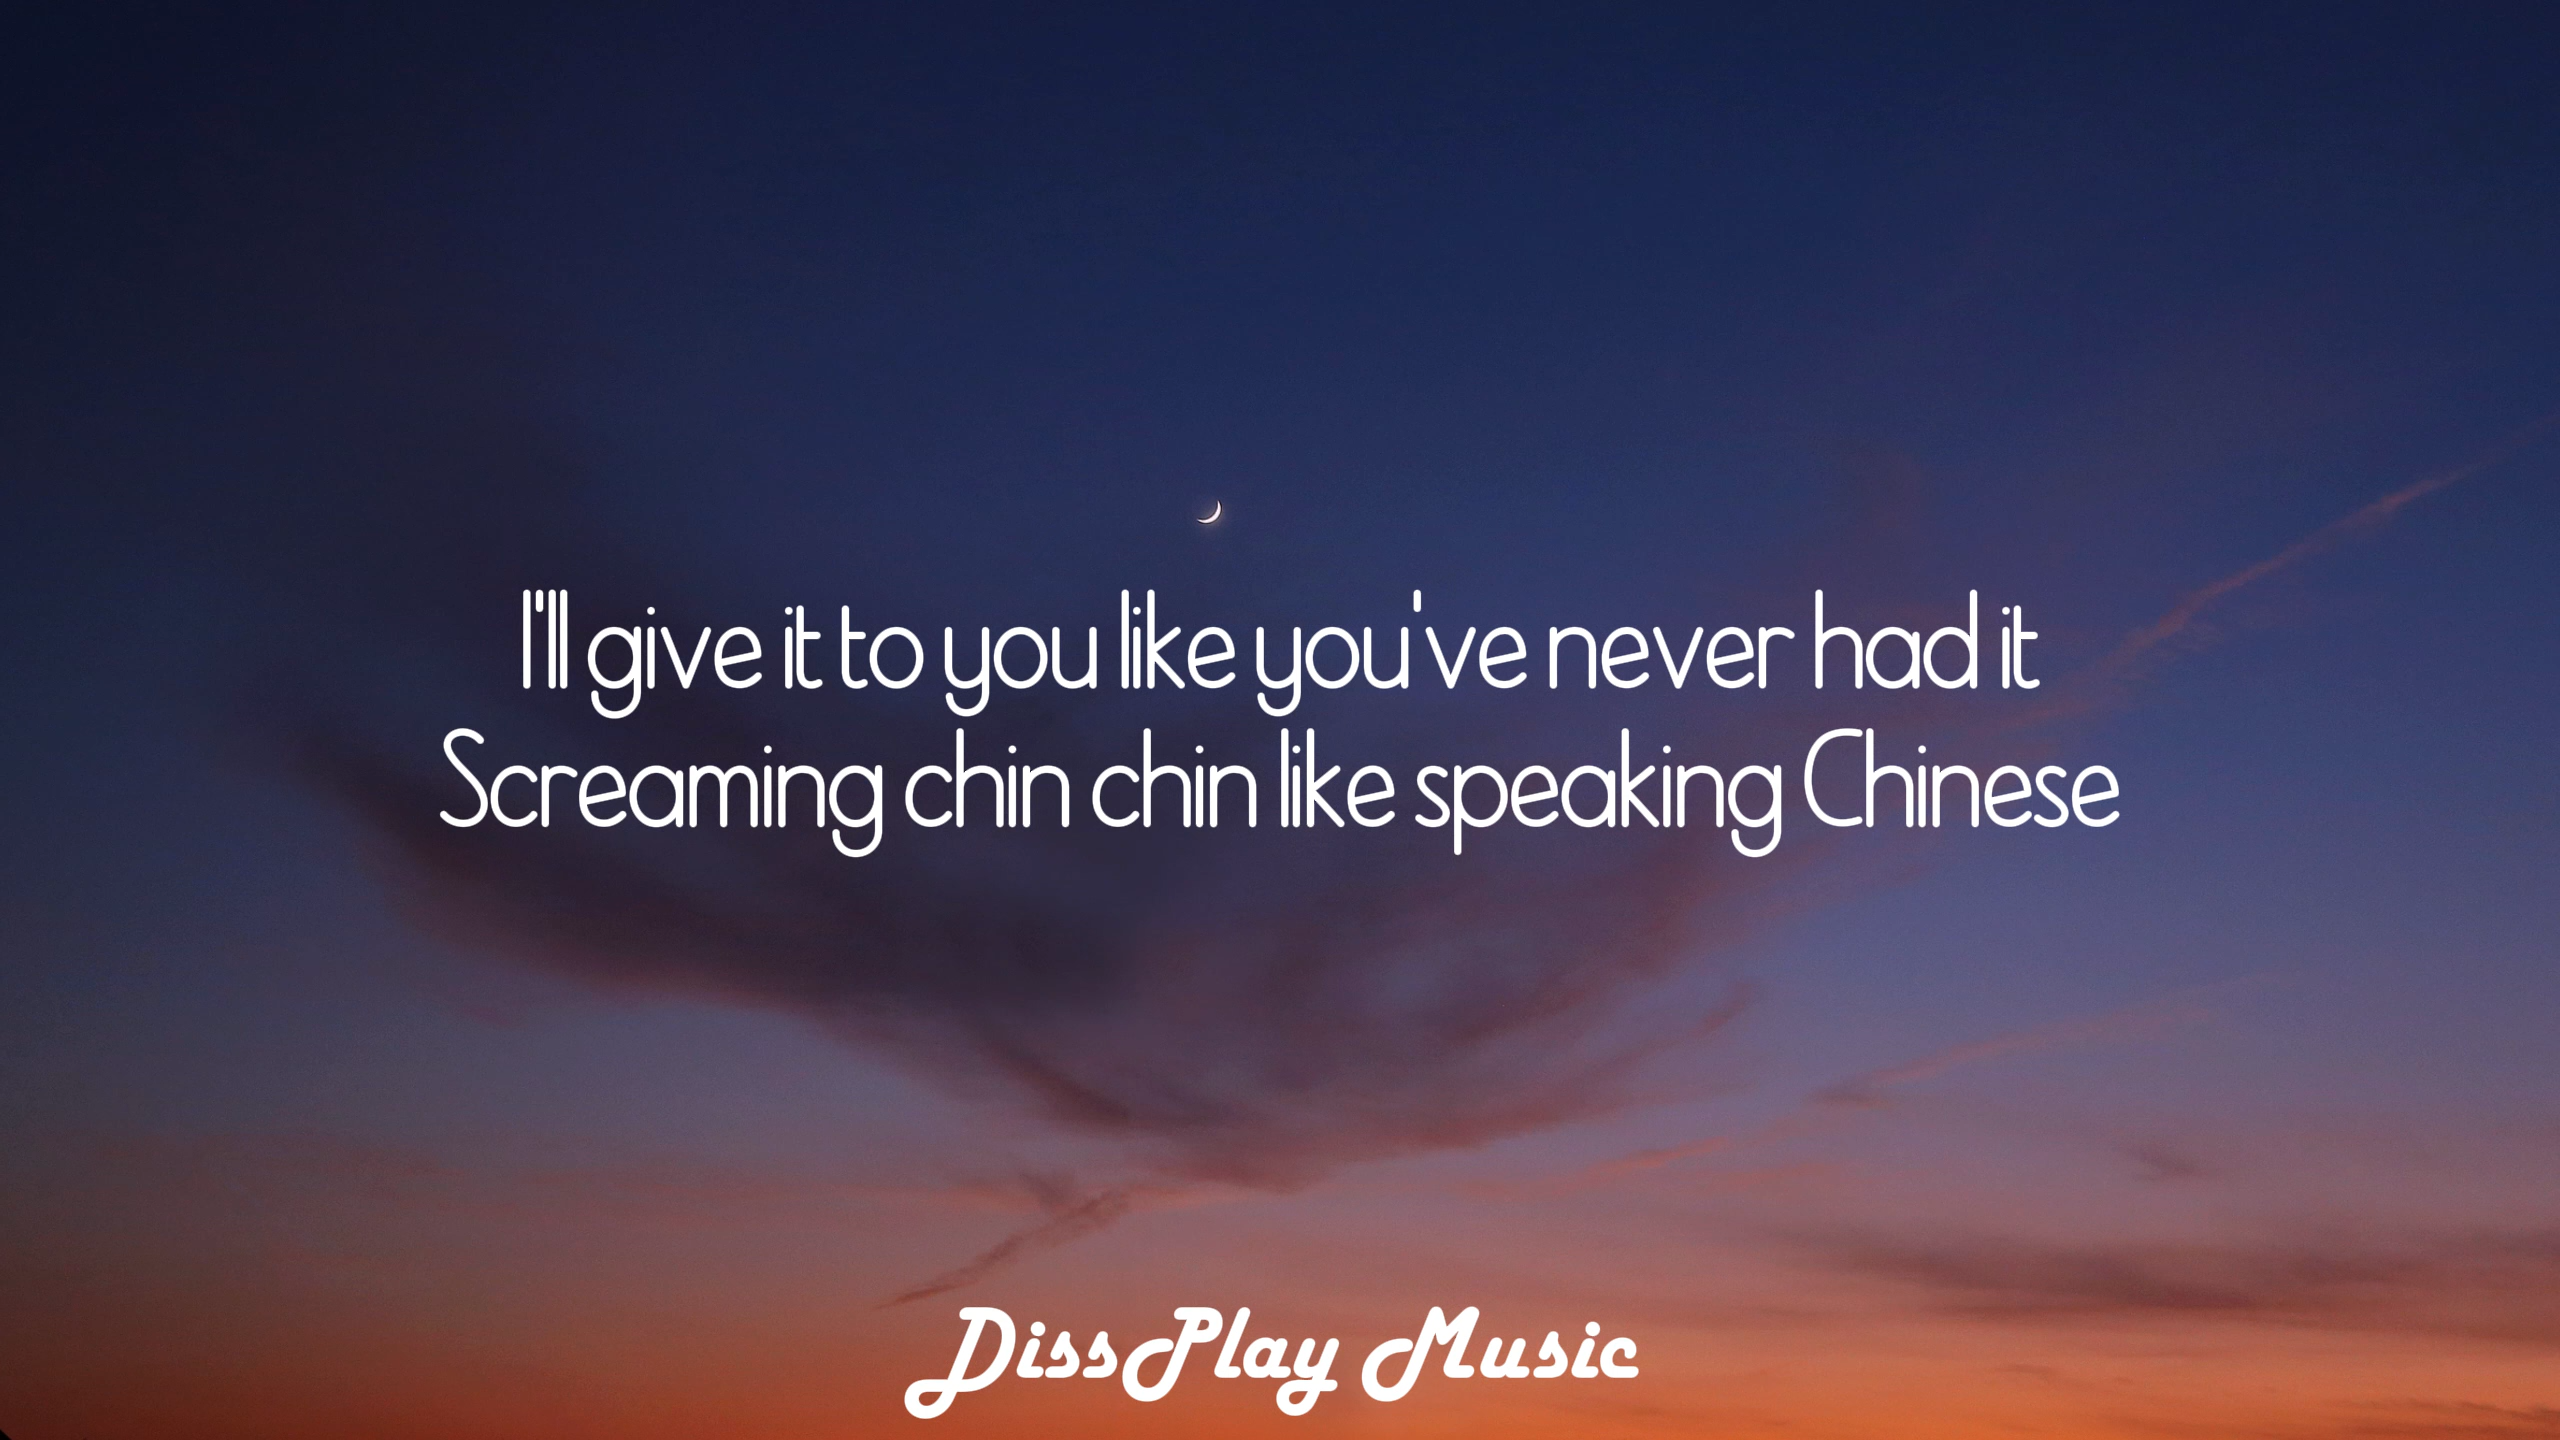 I'll give it to you like you've never had it
Screaming chin chin like speaking Chinese
DissPlay Music